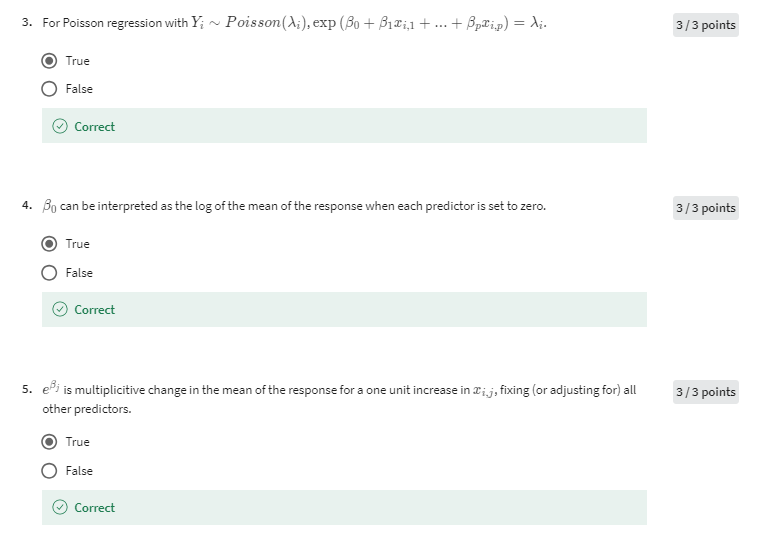 3. For Poisson regression with Yᵢ ∼ Poisson(λᵢ), exp (β₀ + β₁xᵢ,₁ + ... + βₚxᵢ,ₚ) = λᵢ.
3 / 3 points
True
False
Correct
4. β₀ can be interpreted as the log of the mean of the response when each predictor is set to zero.
3 / 3 points
True
False
Correct
5. e^βⱼ is multiplicitive change in the mean of the response for a one unit increase in xᵢ,ⱼ, fixing (or adjusting for) all
other predictors.
3 / 3 points
True
False
Correct